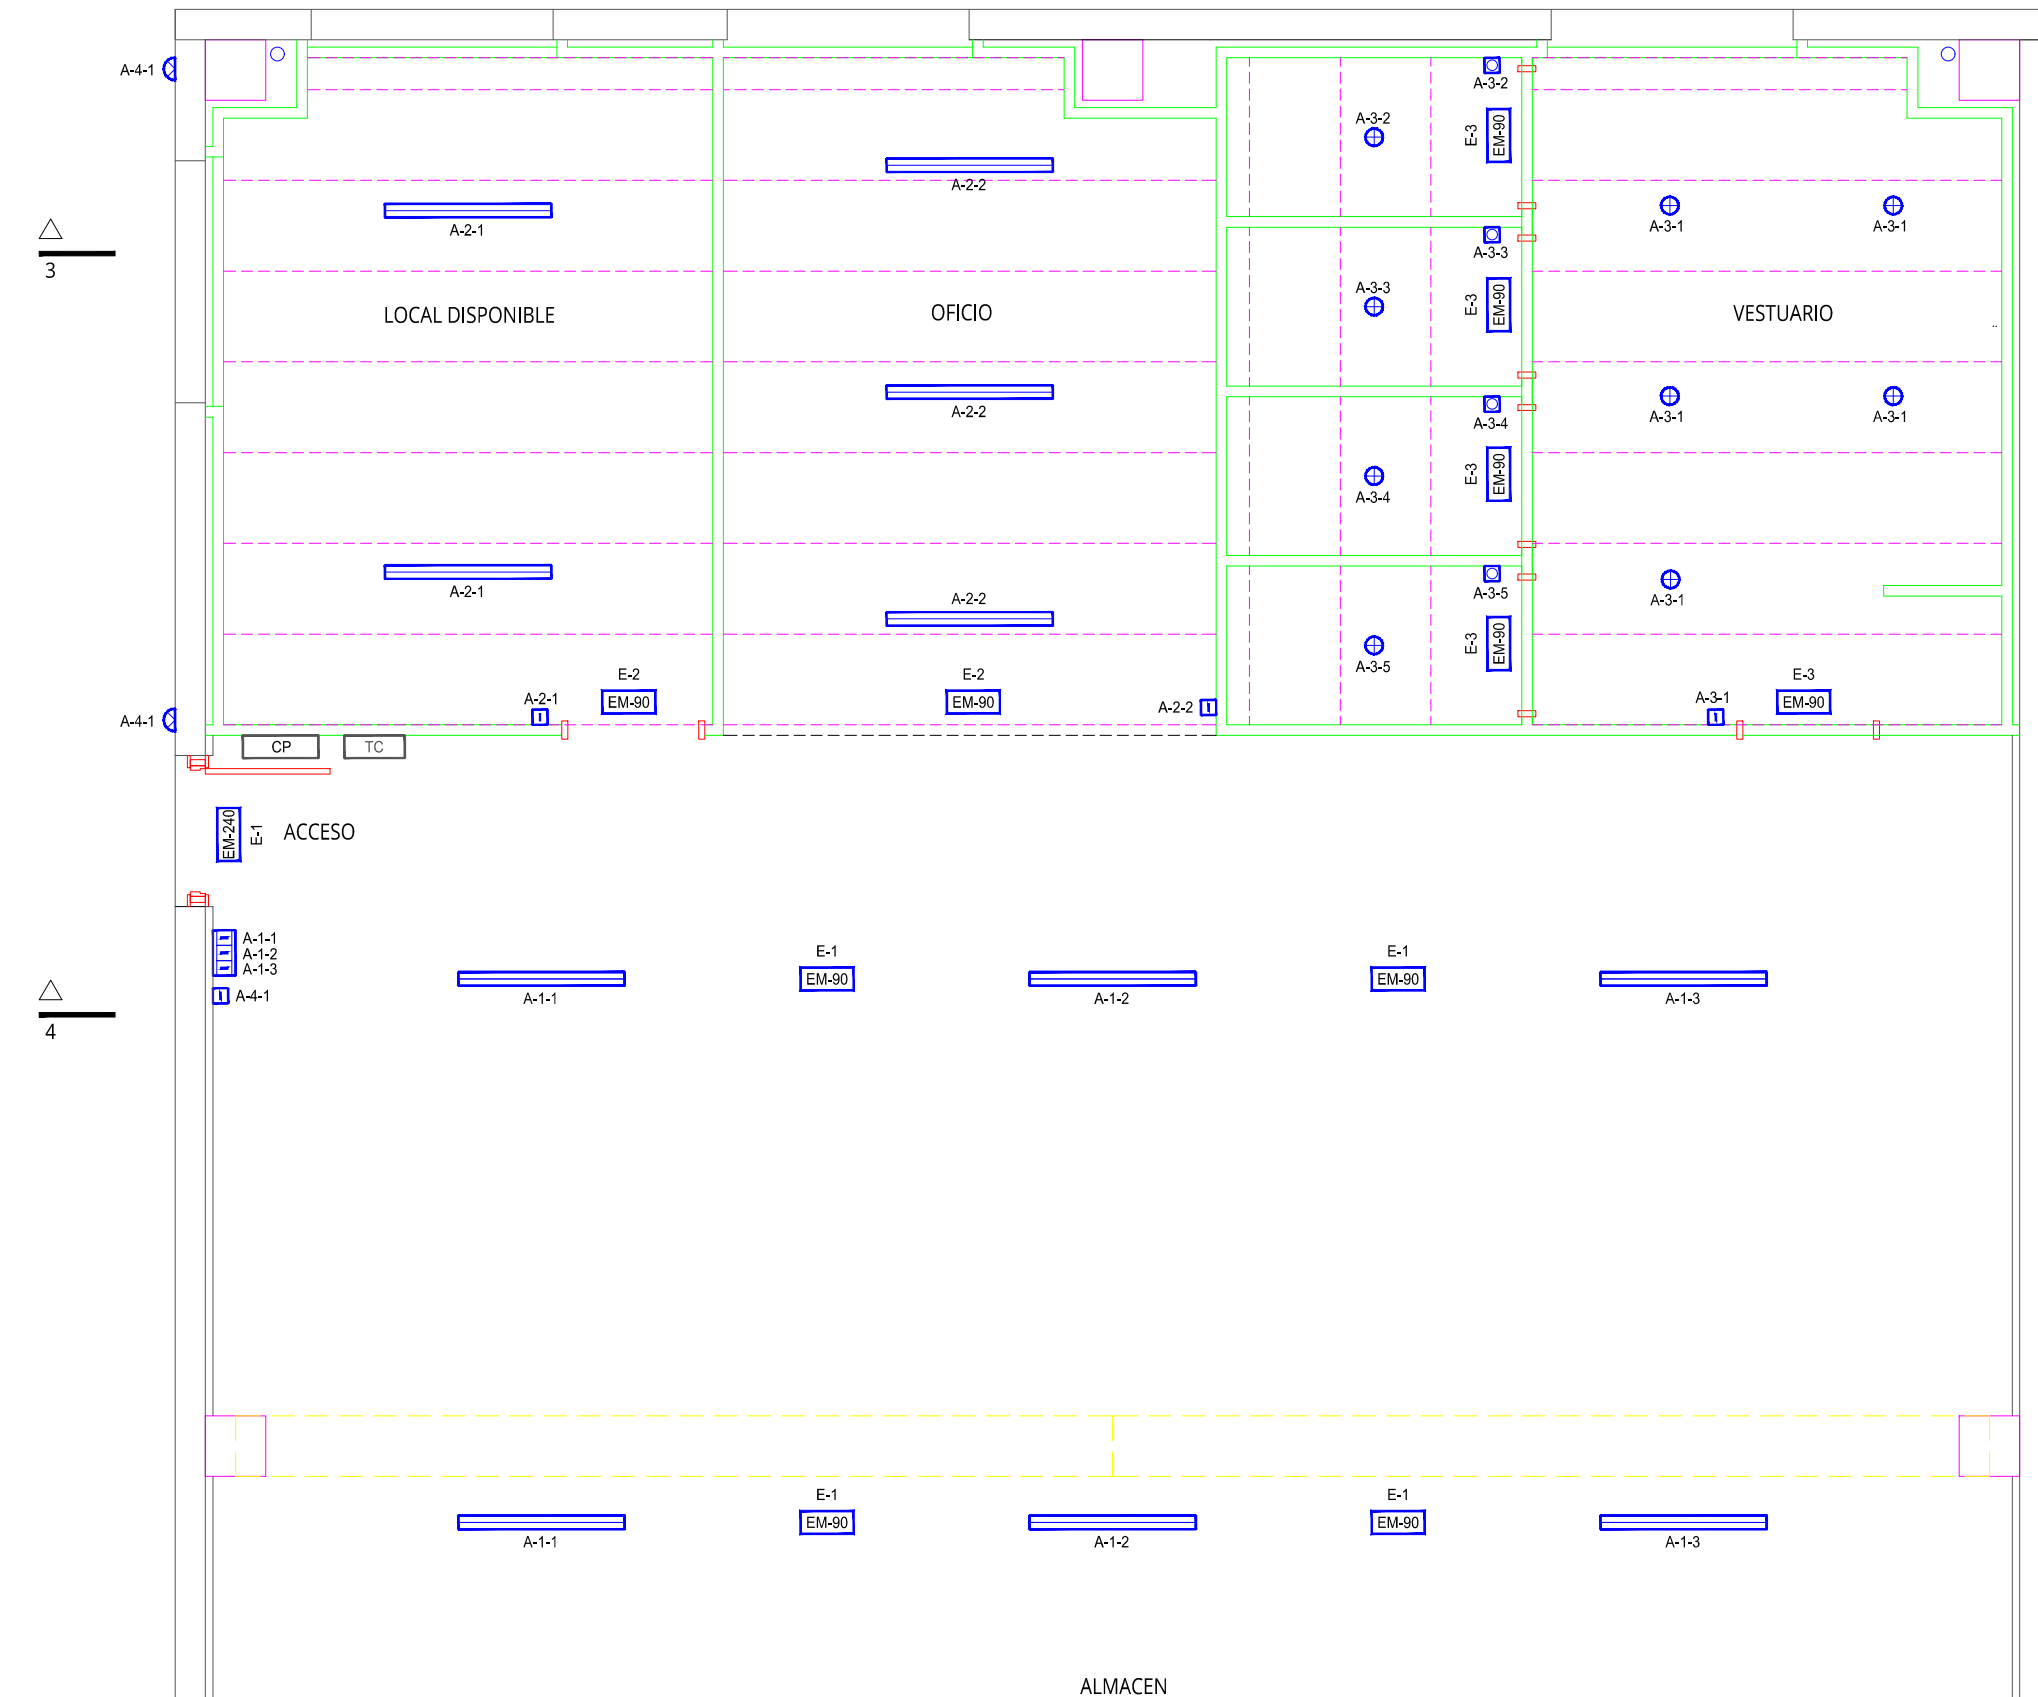 A-4-1
A-3-2
A-3-2
E-3
EM-90
A-2-2
A-2-1
A-3-1
A-3-1
3
A-3-3
A-3-3
E-3
EM-90
LOCAL DISPONIBLE
OFICIO
VESTUARIO
A-2-2
A-3-1
A-3-1
A-3-4
E-3
EM-90
A-3-4
A-2-1
A-2-2
A-3-5
A-3-1
E-3
EM-90
A-3-5
E-2
E-2
E-3
A-2-1
EM-90
EM-90
A-2-2
A-3-1
EM-90
A-4-1
CP
TC
EM-240
E-1
ACCESO
A-1-1
A-1-2
A-1-3
A-4-1
E-1
E-1
EM-90
EM-90
A-1-1
A-1-2
A-1-3
4
E-1
E-1
EM-90
EM-90
A-1-1
A-1-2
A-1-3
ALMACEN